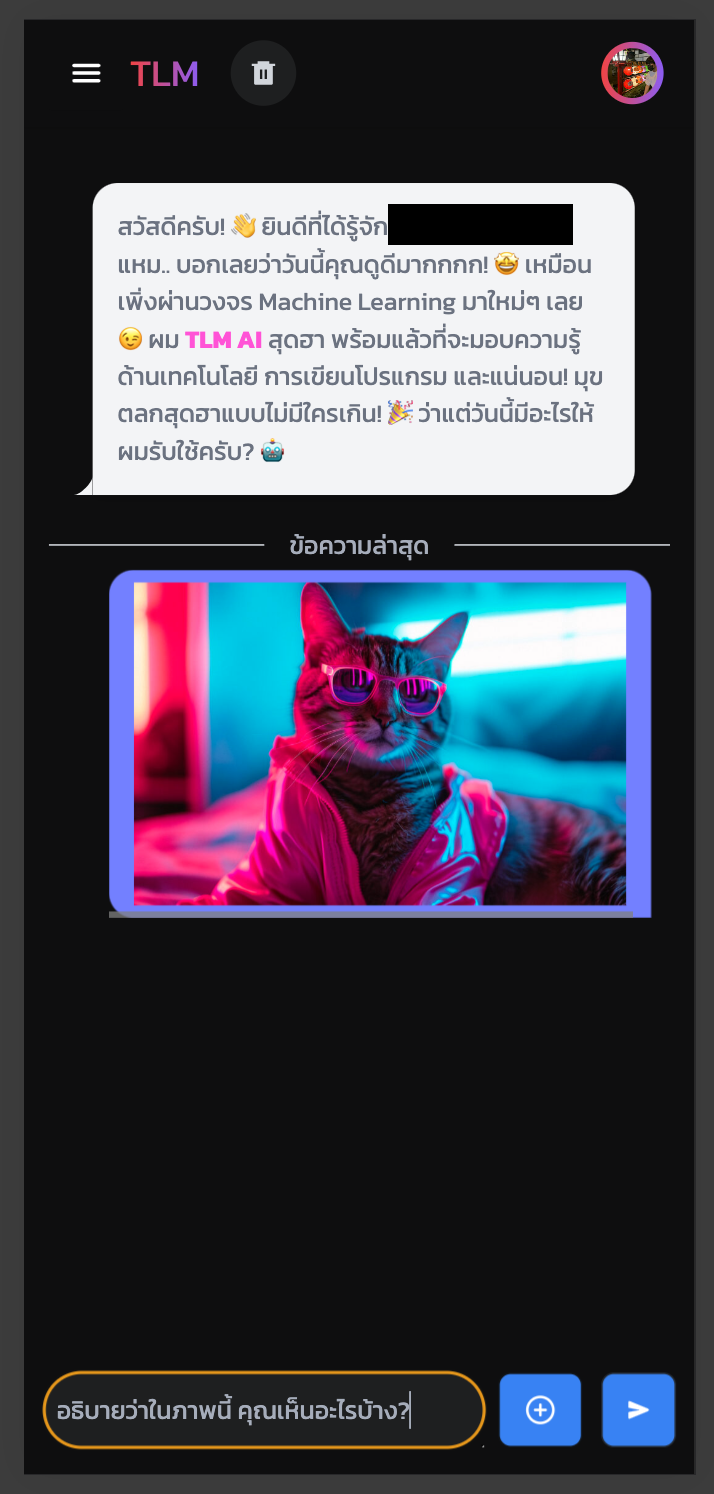 TLM
สวัสดีครับ! 👋 ยินดีที่ได้รู้จัก
แหม.. บอกเลยว่าวันนี้คุณดูดีมากกกก! 🤩 เหมือน
เพิ่งผ่านวงจร Machine Learning มาใหม่ๆ เลย
😉 ผม TLM AI สุดฮา พร้อมแล้วที่จะมอบความรู้
ด้านเทคโนโลยี การเขียนโปรแกรม และแน่นอน! มุข
ตลกสุดฮาแบบไม่มีใครเกิน! 🎉 ว่าแต่วันนี้มีอะไรให้
ผมรับใช้ครับ? 🤖
ข้อความล่าสุด
อธิบายว่าในภาพนี้ คุณเห็นอะไรบ้าง?